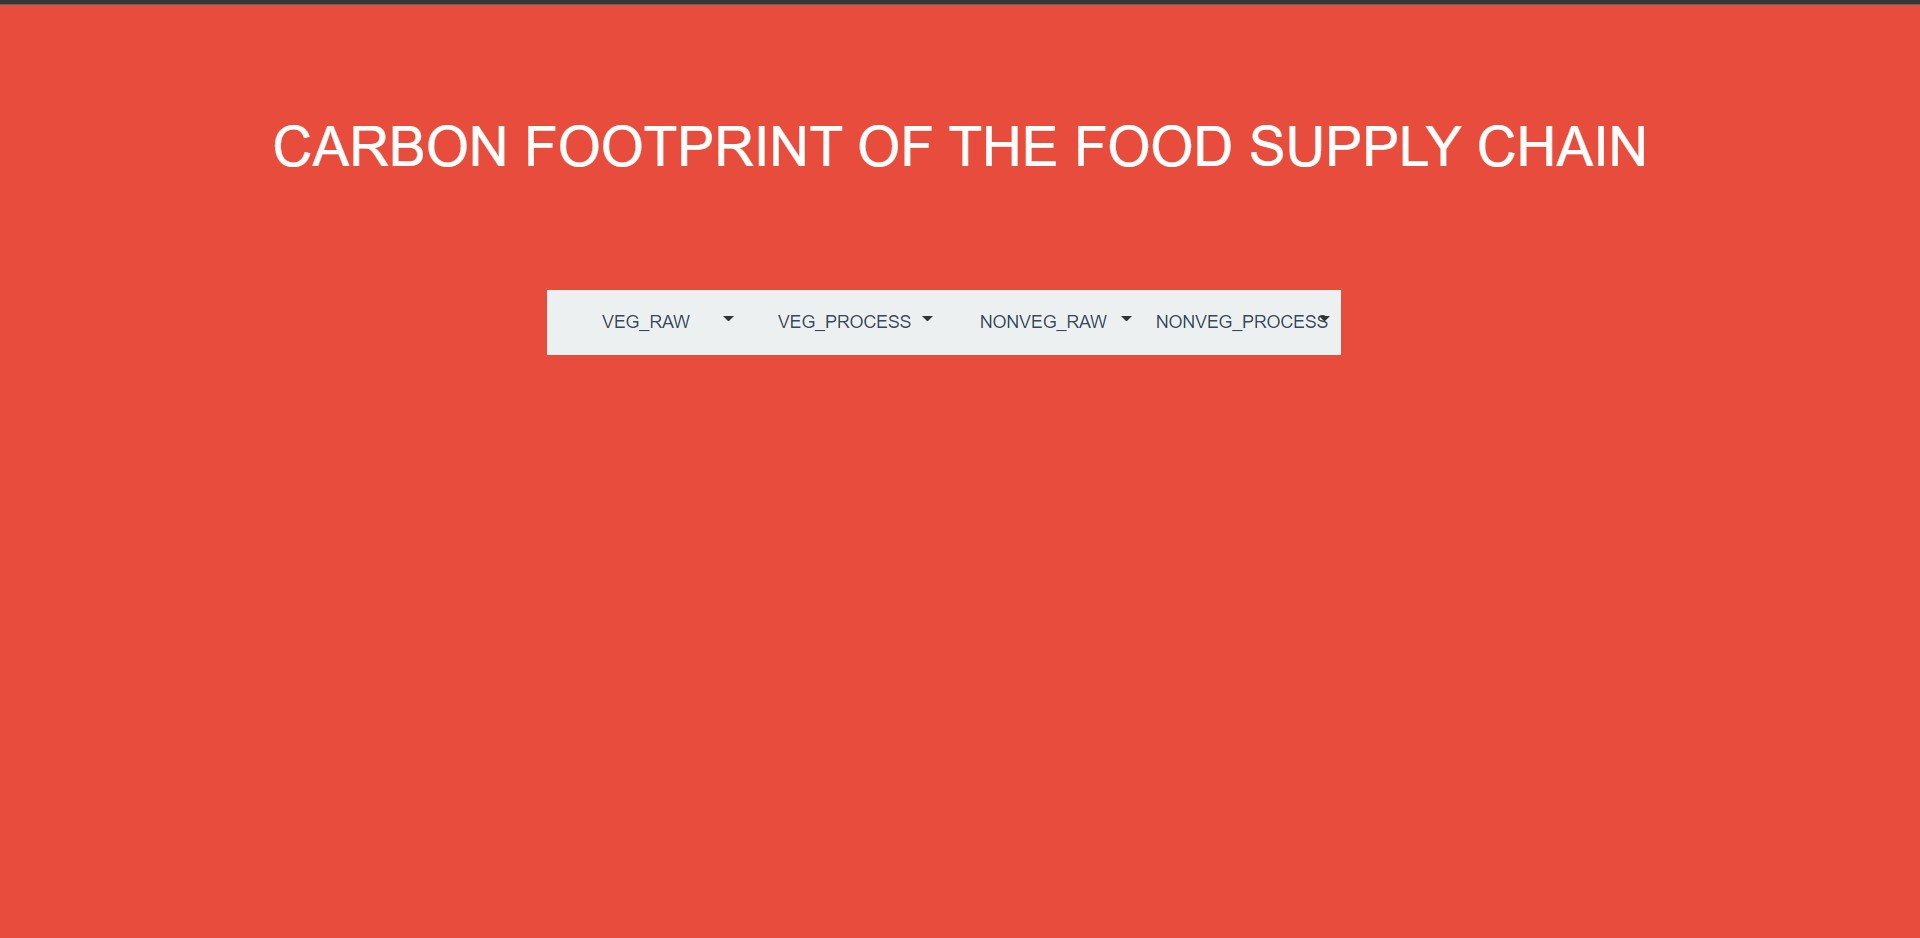 CARBON FOOTPRINT OF THE FOOD SUPPLY CHAIN
VEG_RAW VEG_PROCESS NONVEG_RAW NONVEG_PROCESS